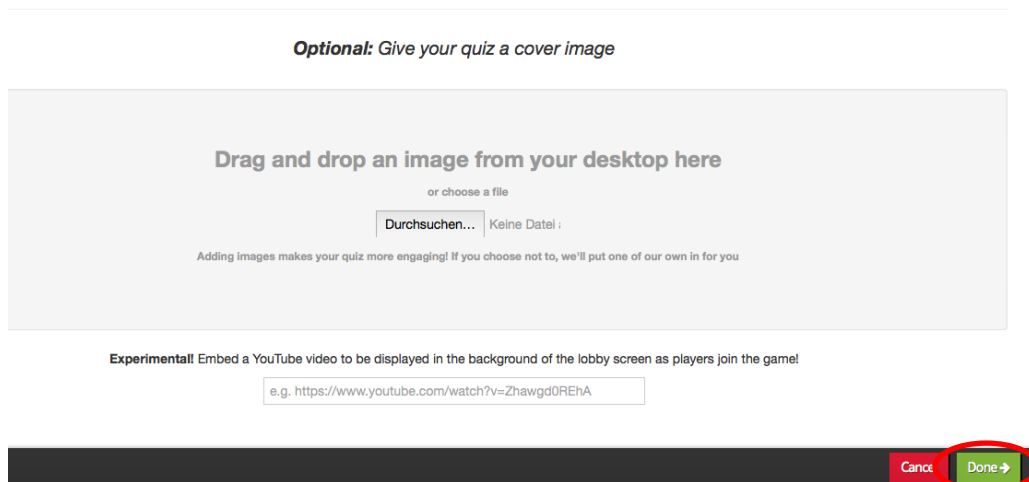 Optional: Give your quiz a cover image
Drag and drop an image from your desktop here
or choose a file
Durchsuchen... Keine Datei
Adding images makes your quiz more engaging! If you choose not to, we'll put one of our own in for you
Experimental! Embed a YouTube video to be displayed in the background of the lobby screen as players join the game!
e.g. https://www.youtube.com/watch?v=Zhawgd0REhA
Cance Done